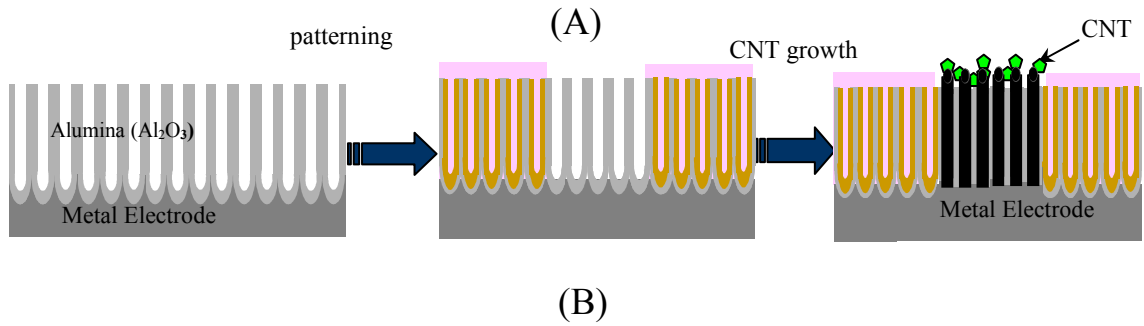 (A)
patterning
CNT growth
CNT
Alumina (Al₂O₃)
Metal Electrode
Metal Electrode
(B)